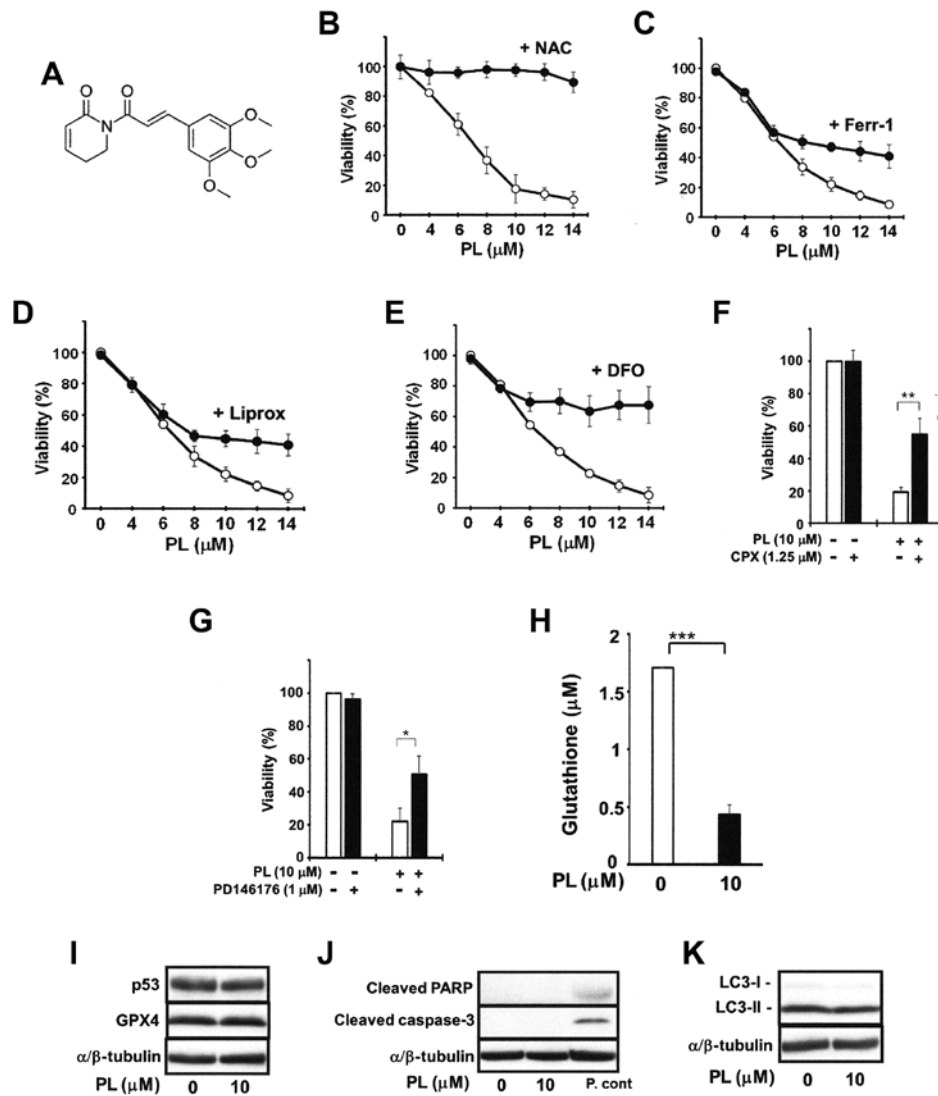 A
O
O
N
O
O
O
B
+ NAC
Viability (%)
100
80
60
40
20
0
0 4 6 8 10 12 14
PL (μM)
C
+ Ferr-1
Viability (%)
100
80
60
40
20
0
0 4 6 8 10 12 14
PL (μM)
D
+ Liprox
Viability (%)
100
80
60
40
20
0
0 4 6 8 10 12 14
PL (μM)
E
+ DFO
Viability (%)
100
80
60
40
20
0
0 4 6 8 10 12 14
PL (μM)
F
**
Viability (%)
100
80
60
40
20
0
PL (10 μM) - - + +
CPX (1.25 μM) - + - +
G
*
Viability (%)
100
80
60
40
20
0
PL (10 μM) - - + +
PD146176 (1 μM) - + - +
H
***
Glutathione (μM)
2
1.5
1
0.5
0
PL (μM) 0 10
I
p53
GPX4
α/β-tubulin
PL (μM) 0 10
J
Cleaved PARP
Cleaved caspase-3
α/β-tubulin
PL (μM) 0 10 P. cont
K
LC3-I -
LC3-II -
α/β-tubulin
PL (μM) 0 10